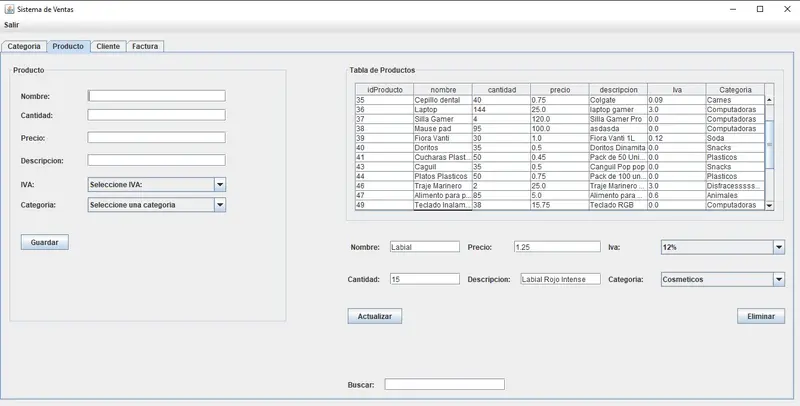 Sistema de Ventas
Salir
Categoria Producto Cliente Factura
Producto
Nombre:
Cantidad:
Precio:
Descripcion:
IVA: Seleccione IVA:
Categoria: Seleccione una categoria
Guardar
Tabla de Productos
idProducto nombre cantidad precio descripcion Iva Categoria
35 Cepillo dental 40 0.75 Colgate 0.09 Carnes
36 Laptop 144 25.0 laptop gamer 3.0 Computadoras
37 Silla Gamer 4 120.0 Silla Gamer Pro 0.0 Computadoras
38 Mause pad 95 100.0 asdasda 0.0 Computadoras
39 Fiora Vanti 30 1.0 Fiora Vanti 1L 0.12 Soda
40 Doritos 35 0.5 Doritos Dinamita 0.0 Snacks
41 Cucharas Plast... 50 0.45 Pack de 50 Uni... 0.0 Plasticos
43 Caguil 35 0.5 Canguil Pop pop 0.0 Snacks
44 Platos Plasticos 50 0.75 Pack de 100 un... 0.0 Plasticos
46 Traje Marinero 2 25.0 Traje Marinero ... 3.0 Disfracesssss...
47 Alimento para p... 85 5.0 Alimento para ... 0.6 Animales
49 Teclado Inalam... 38 15.75 Teclado RGB 0.0 Computadoras
Nombre: Labial Precio: 1.25 Iva: 12%
Cantidad: 15 Descripcion: Labial Rojo Intense Categoria: Cosmeticos
Actualizar Eliminar
Buscar: